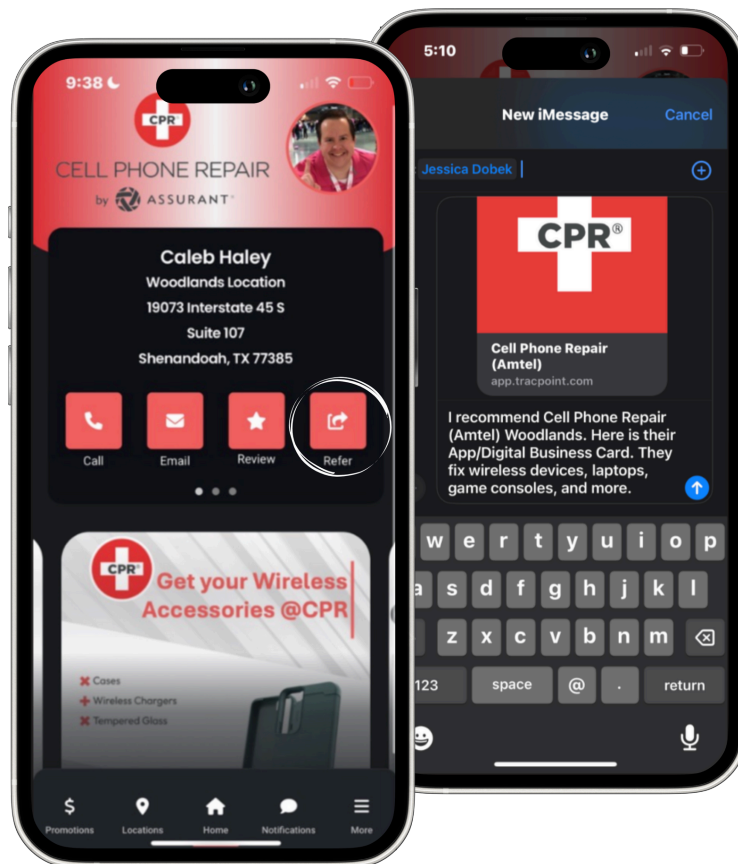 9:38
CPR
CELL PHONE REPAIR
by ASSURANT
Caleb Haley
Woodlands Location
19073 Interstate 45 S
Suite 107
Shenandoah, TX 77385
Call
Email
Review
Refer
CPR
Get your Wireless
Accessories @CPR
Cases
Wireless Chargers
Tempered Glass
$
Promotions
Locations
Home
Notifications
More
5:10
New iMessage
Cancel
Jessica Dobek
CPR®
Cell Phone Repair
(Amtel)
app.tracpoint.com
I recommend Cell Phone Repair
(Amtel) Woodlands. Here is their
App/Digital Business Card. They
fix wireless devices, laptops,
game consoles, and more.
w e r t y u i o p
a s d f g h j k l
z x c v b n m
123 space @ . return